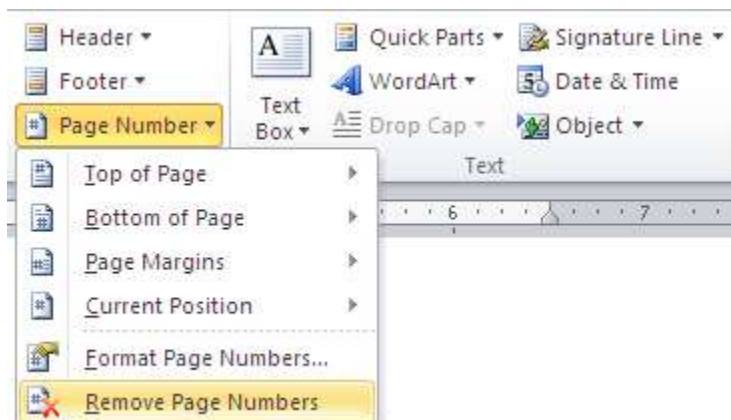 Header
Footer
Page Number
A
Text
Box
Quick Parts
WordArt
Drop Cap
Signature Line
Date & Time
Object
Text
6 7
Top of Page
Bottom of Page
Page Margins
Current Position
Format Page Numbers...
Remove Page Numbers